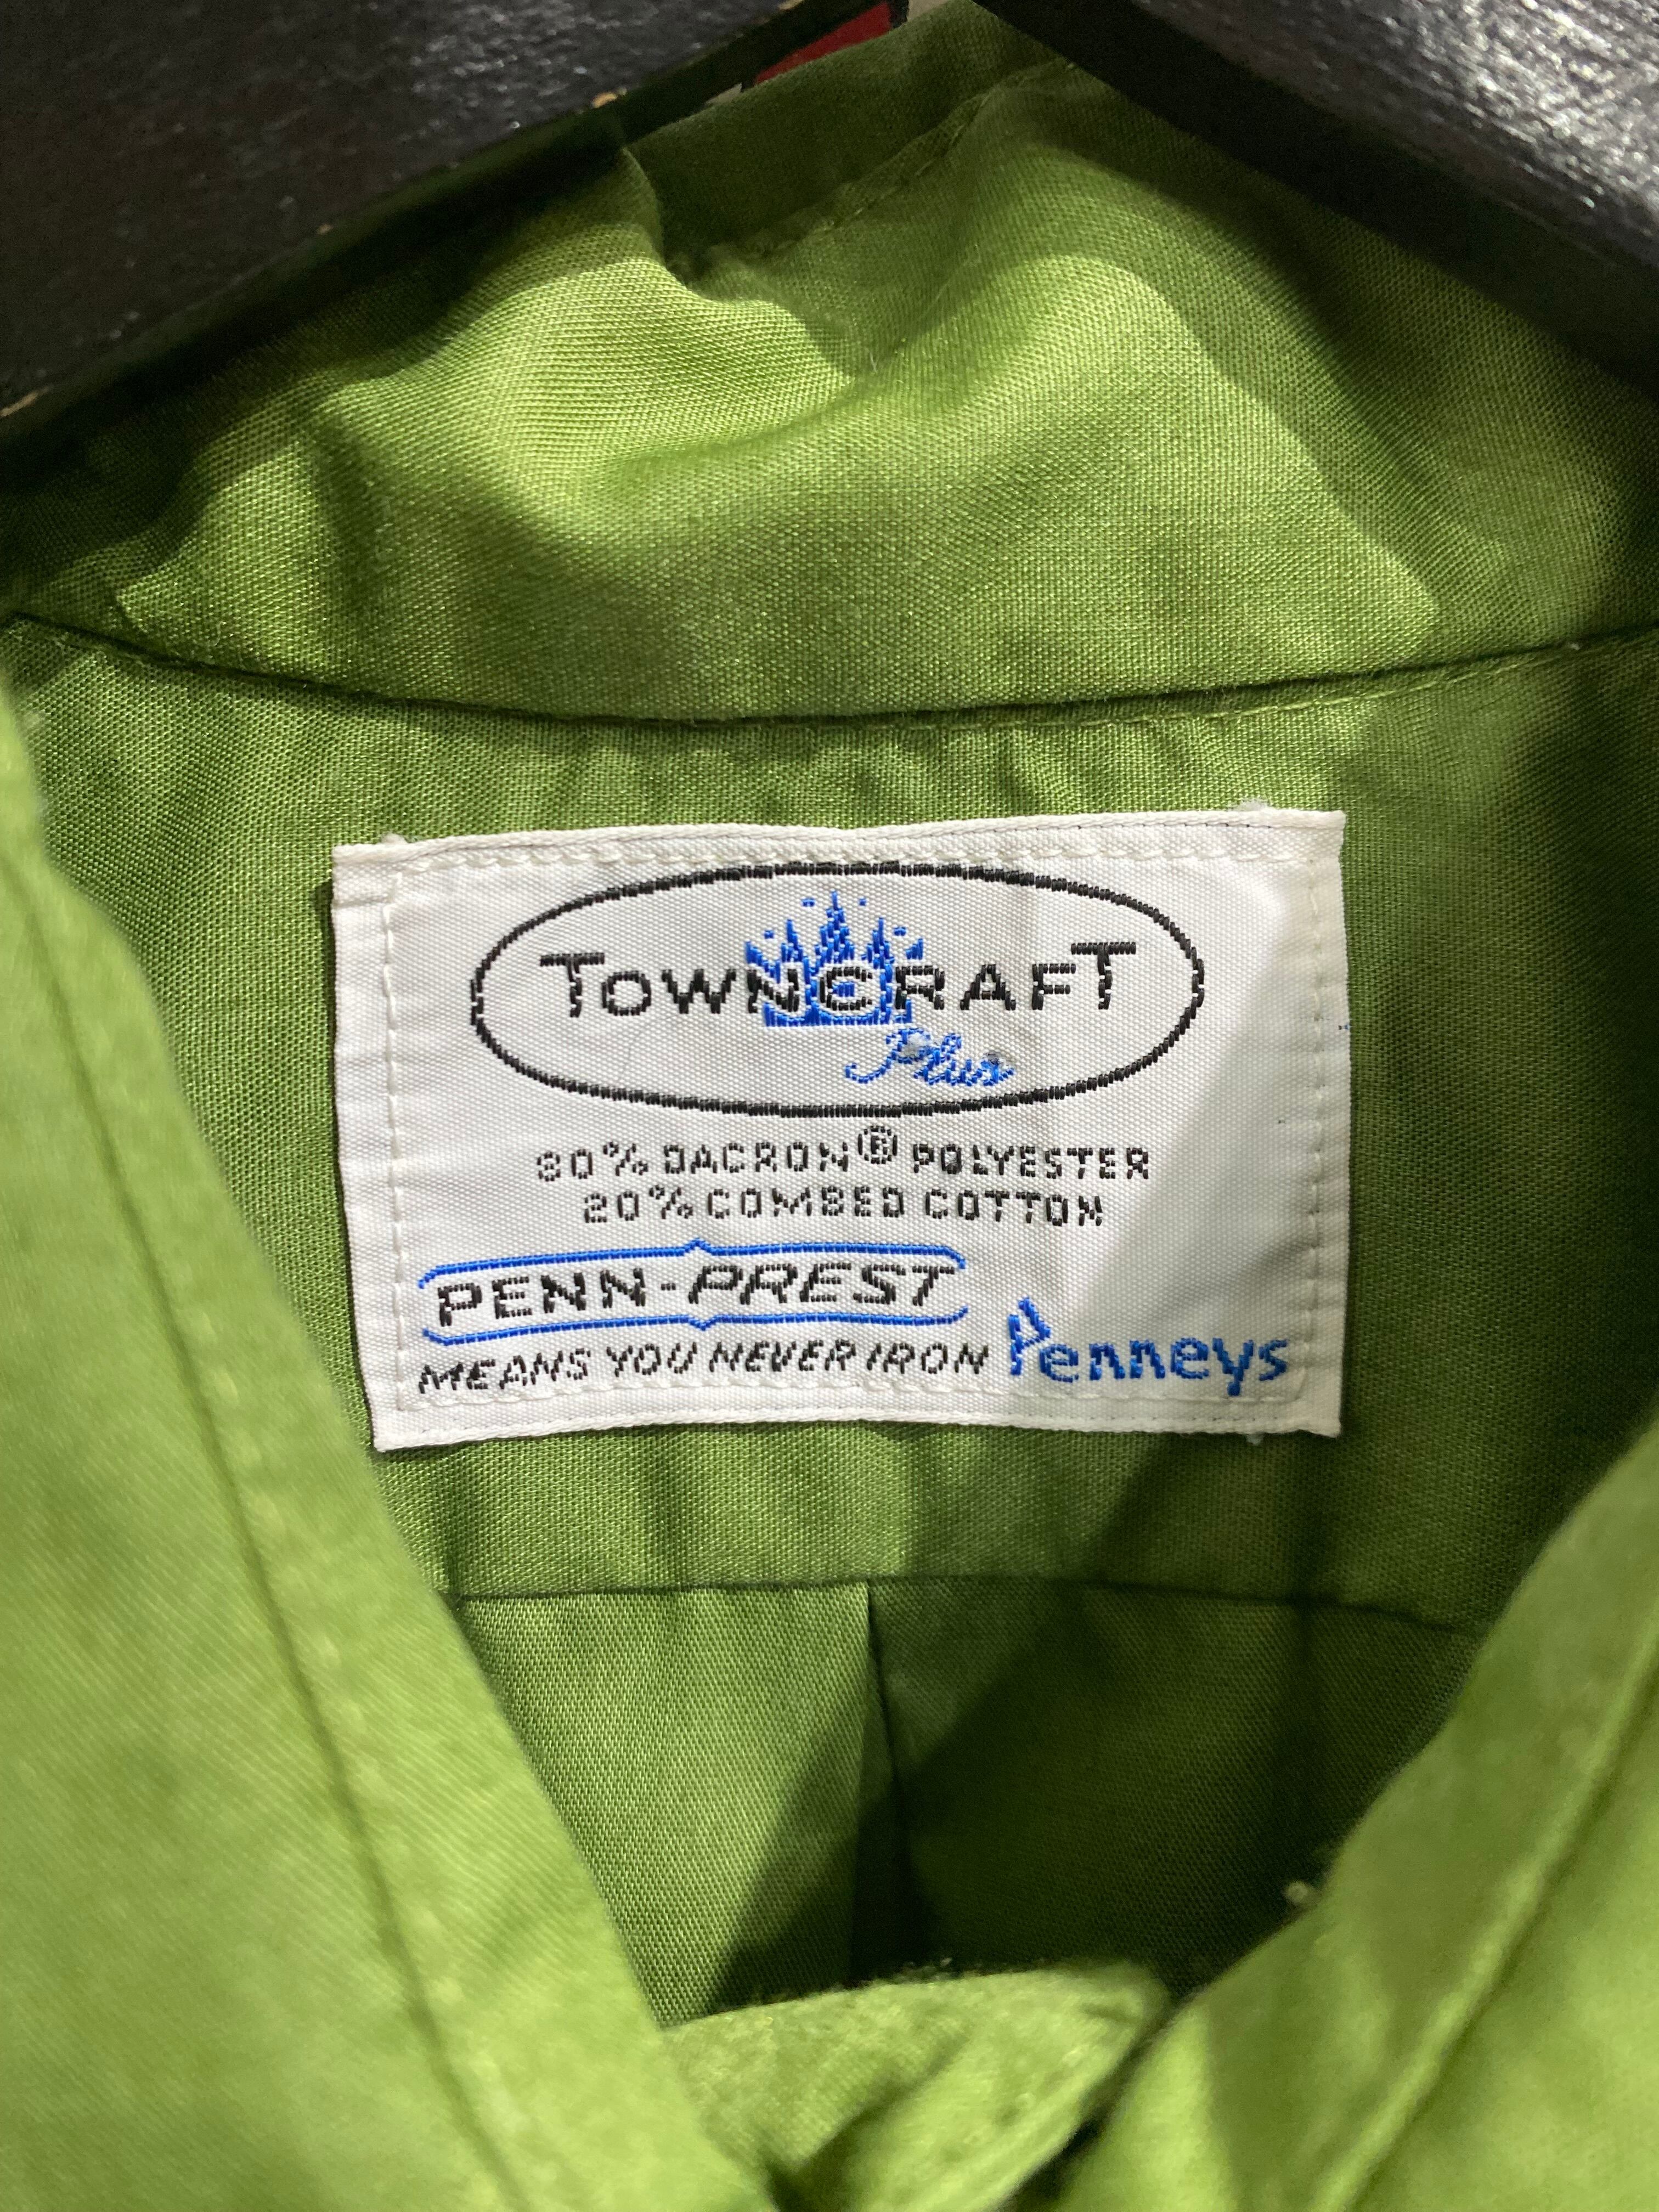 TOWNCRAFT
Plus
80% DACRON® POLYESTER
20% COMBED COTTON
PENN-PREST
MEANS YOU NEVER IRON Penneys